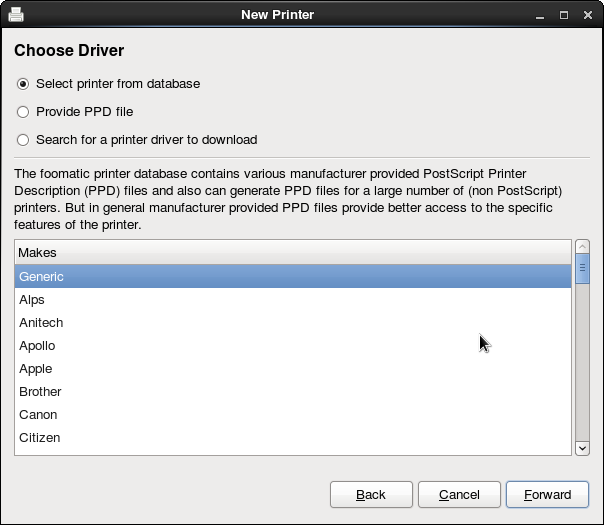 New Printer
Choose Driver
Select printer from database
Provide PPD file
Search for a printer driver to download
The foomatic printer database contains various manufacturer provided PostScript Printer
Description (PPD) files and also can generate PPD files for a large number of (non PostScript)
printers. But in general manufacturer provided PPD files provide better access to the specific
features of the printer.
Makes
Generic
Alps
Anitech
Apollo
Apple
Brother
Canon
Citizen
Back Cancel Forward